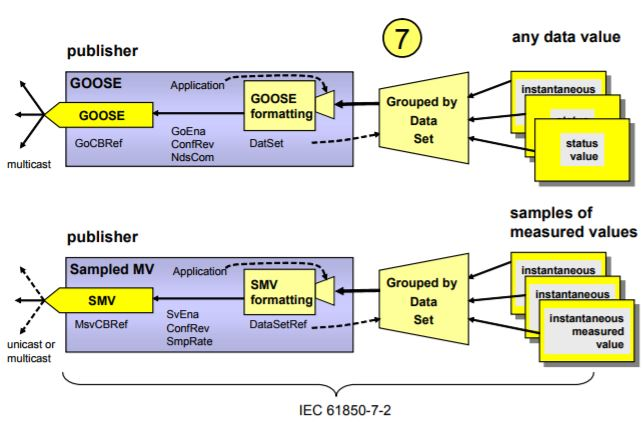 7
any data value
publisher
GOOSE
Application
GOOSE
formatting
GOOSE
GoCBRef
GoEna
ConfRev
NdsCom
DatSet
multicast
Grouped by
Data
Set
instantaneous
status
status
value
samples of
measured values
publisher
Sampled MV
Application
SMV
formatting
SMV
MsvCBRef
SvEna
ConfRev
SmpRate
DataSetRef
unicast or
multicast
Grouped by
Data
Set
instantaneous
instantaneous
instantaneous
measured
value
IEC 61850-7-2